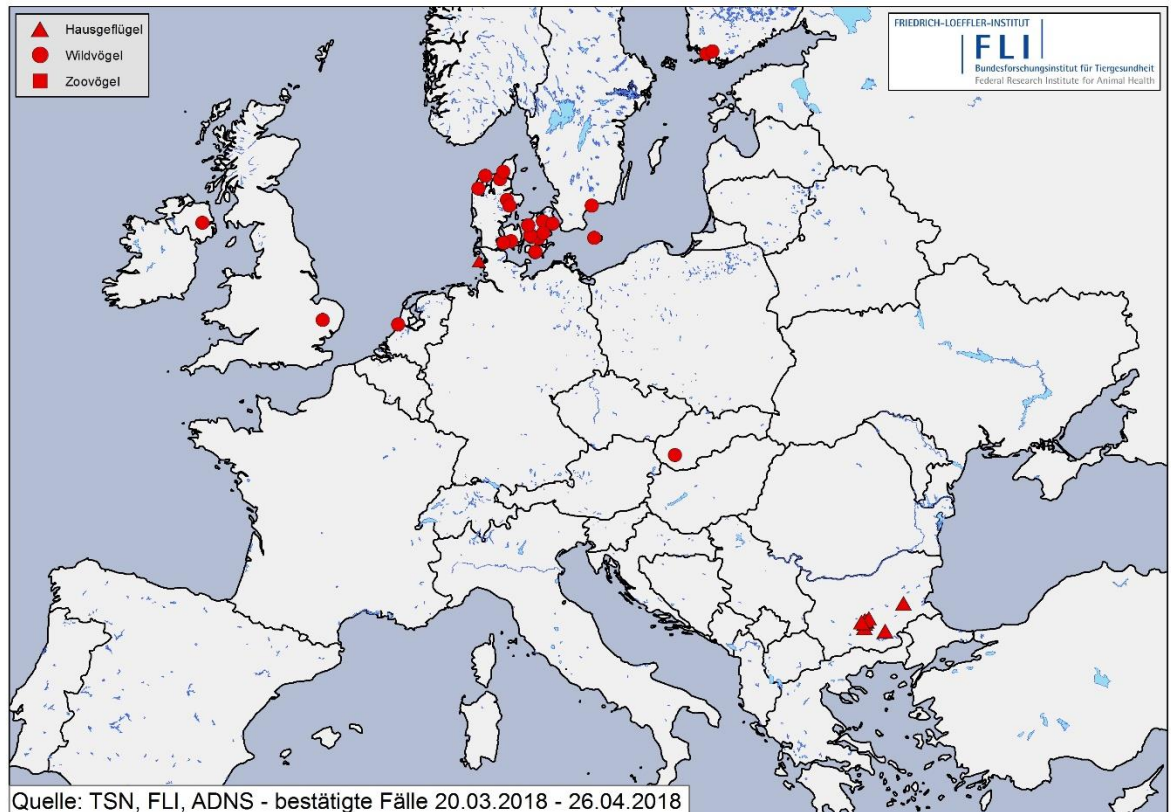 Hausgeflügel
Wildvögel
Zoovögel
FRIEDRICH-LOEFFLER-INSTITUT
FLI
Bundesforschungsinstitut für Tiergesundheit
Federal Research Institute for Animal Health
Quelle: TSN, FLI, ADNS - bestätigte Fälle 20.03.2018 - 26.04.2018